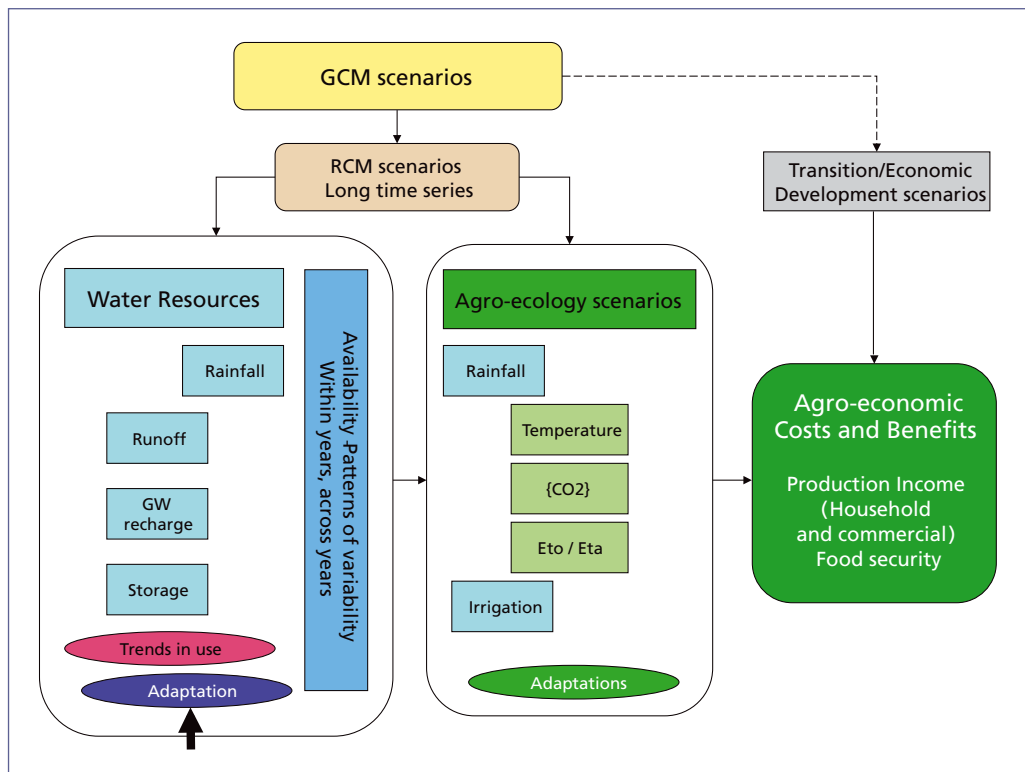 GCM scenarios
RCM scenarios
Long time series
Transition/Economic
Development scenarios
Water Resources
Rainfall
Runoff
GW
recharge
Storage
Trends in use
Adaptation
Availability -Patterns of variability
Within years, across years
Agro-ecology scenarios
Rainfall
Temperature
{CO2}
Eto / Eta
Irrigation
Adaptations
Agro-economic
Costs and Benefits
Production Income
(Household
and commercial)
Food security